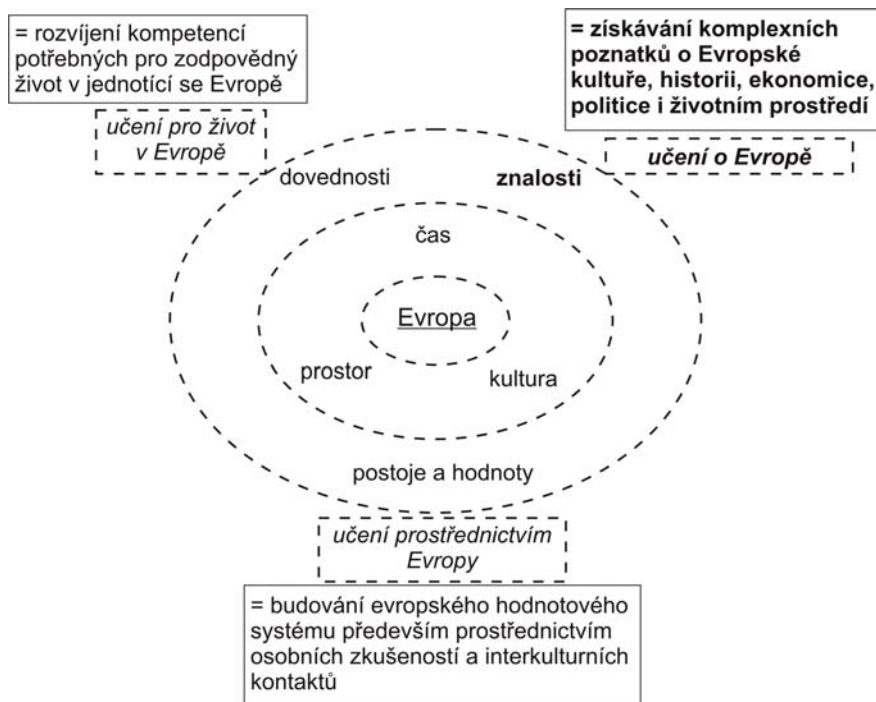 = rozvíjení kompetencí
potřebných pro zodpovědný
život v jednotící se Evropě
učení pro život
v Evropě
= získávání komplexních
poznatků o Evropské
kultuře, historii, ekonomice,
politice i životním prostředí
učení o Evropě
dovednosti
znalosti
čas
Evropa
prostor
kultura
postoje a hodnoty
učení prostřednictvím
Evropy
= budování evropského hodnotového
systému především prostřednictvím
osobních zkušeností a interkulturních
kontaktů